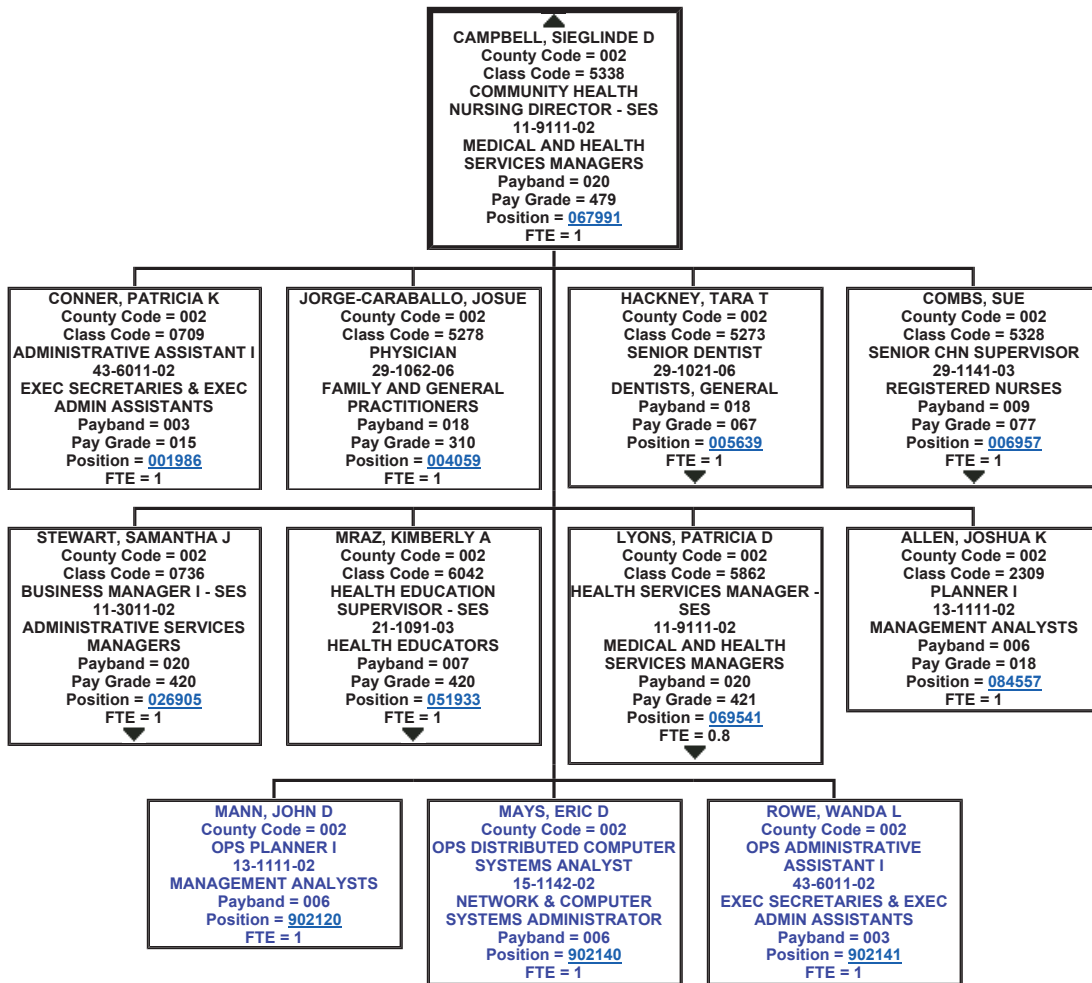 CAMPBELL, SIEGLINDE D
County Code = 002
Class Code = 5338
COMMUNITY HEALTH
NURSING DIRECTOR - SES
11-9111-02
MEDICAL AND HEALTH
SERVICES MANAGERS
Payband = 020
Pay Grade = 479
Position = 067991
FTE = 1
CONNER, PATRICIA K
County Code = 002
Class Code = 0709
ADMINISTRATIVE ASSISTANT I
43-6011-02
EXEC SECRETARIES & EXEC
ADMIN ASSISTANTS
Payband = 003
Pay Grade = 015
Position = 001986
FTE = 1
JORGE-CARABALLO, JOSUE
County Code = 002
Class Code = 5278
PHYSICIAN
29-1062-06
FAMILY AND GENERAL
PRACTITIONERS
Payband = 018
Pay Grade = 310
Position = 004059
FTE = 1
HACKNEY, TARA T
County Code = 002
Class Code = 5273
SENIOR DENTIST
29-1021-06
DENTISTS, GENERAL
Payband = 018
Pay Grade = 067
Position = 005639
FTE = 1
COMBS, SUE
County Code = 002
Class Code = 5328
SENIOR CHN SUPERVISOR
29-1141-03
REGISTERED NURSES
Payband = 009
Pay Grade = 077
Position = 006957
FTE = 1
STEWART, SAMANTHA J
County Code = 002
Class Code = 0736
BUSINESS MANAGER I - SES
11-3011-02
ADMINISTRATIVE SERVICES
MANAGERS
Payband = 020
Pay Grade = 420
Position = 026905
FTE = 1
MRAZ, KIMBERLY A
County Code = 002
Class Code = 6042
HEALTH EDUCATION
SUPERVISOR - SES
21-1091-03
HEALTH EDUCATORS
Payband = 007
Pay Grade = 420
Position = 051933
FTE = 1
LYONS, PATRICIA D
County Code = 002
Class Code = 5862
HEALTH SERVICES MANAGER -
SES
11-9111-02
MEDICAL AND HEALTH
SERVICES MANAGERS
Payband = 020
Pay Grade = 421
Position = 069541
FTE = 0.8
ALLEN, JOSHUA K
County Code = 002
Class Code = 2309
PLANNER I
13-1111-02
MANAGEMENT ANALYSTS
Payband = 006
Pay Grade = 018
Position = 084557
FTE = 1
MANN, JOHN D
County Code = 002
OPS PLANNER I
13-1111-02
MANAGEMENT ANALYSTS
Payband = 006
Position = 902120
FTE = 1
MAYS, ERIC D
County Code = 002
OPS DISTRIBUTED COMPUTER
SYSTEMS ANALYST
15-1142-02
NETWORK & COMPUTER
SYSTEMS ADMINISTRATOR
Payband = 006
Position = 902140
FTE = 1
ROWE, WANDA L
County Code = 002
OPS ADMINISTRATIVE
ASSISTANT I
43-6011-02
EXEC SECRETARIES & EXEC
ADMIN ASSISTANTS
Payband = 003
Position = 902141
FTE = 1